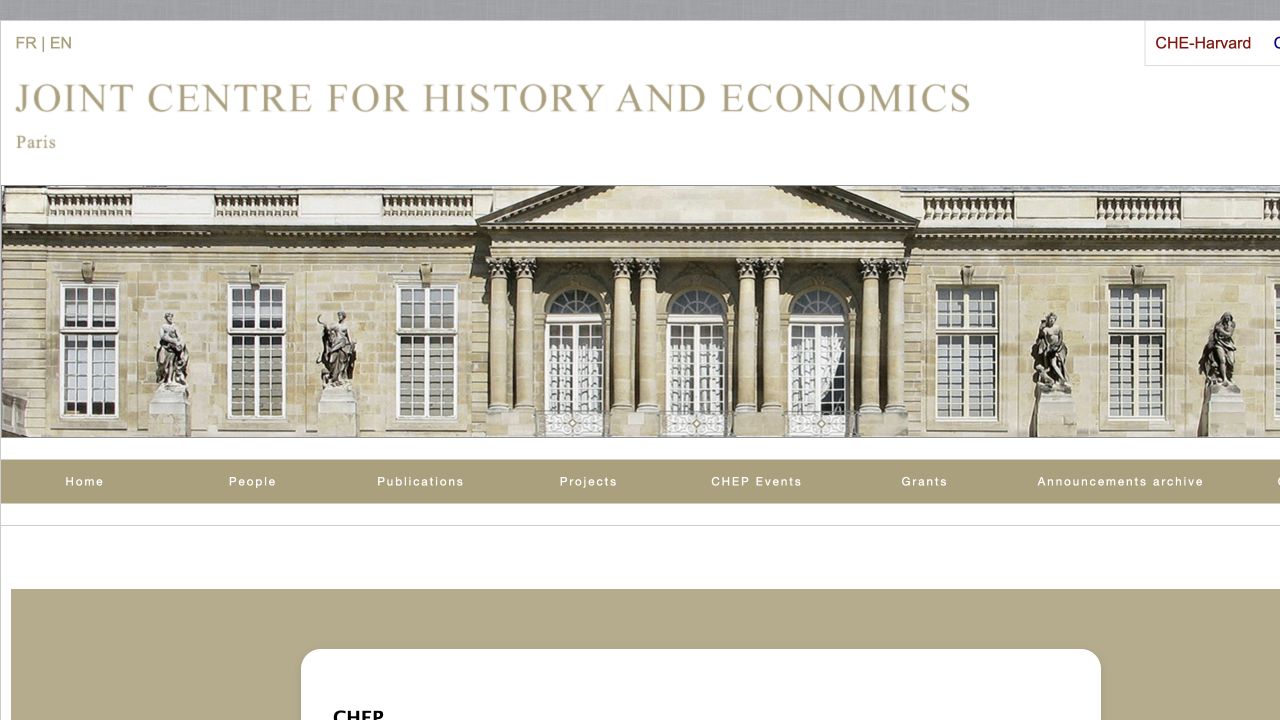 FR | EN
CHE-Harvard
JOINT CENTRE FOR HISTORY AND ECONOMICS
Paris
Home
People
Publications
Projects
CHEP Events
Grants
Announcements archive
CHEP